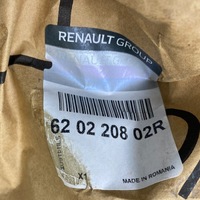 RENAULT GROUP
62 02 208 02R
X1
MADE IN ROMANIA